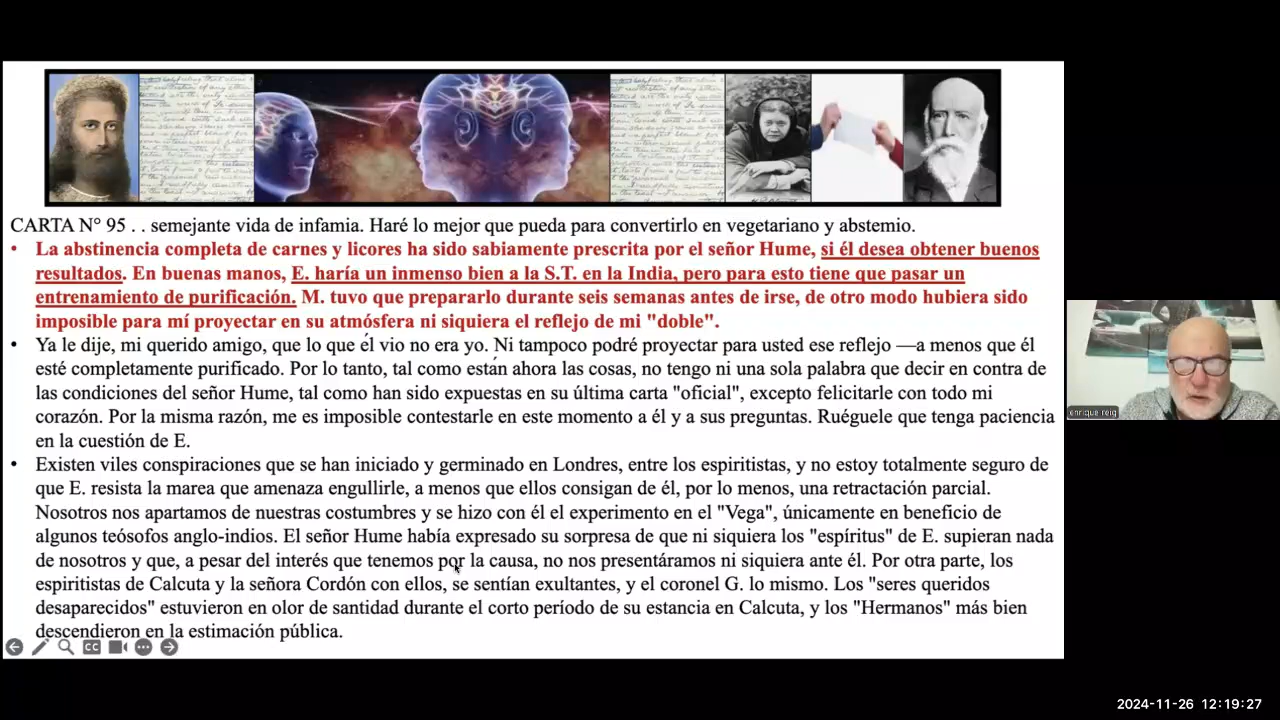 CARTA N° 95 . . semejante vida de infamia. Haré lo mejor que pueda para convertirlo en vegetariano y abstemio.
• La abstinencia completa de carnes y licores ha sido sabiamente prescrita por el señor Hume, si él desea obtener buenos
resultados. En buenas manos, E. haría un inmenso bien a la S.T. en la India, pero para esto tiene que pasar un
entrenamiento de purificación. M. tuvo que prepararlo durante seis semanas antes de irse, de otro modo hubiera sido
imposible para mí proyectar en su atmósfera ni siquiera el reflejo de mi "doble".
• Ya le dije, mi querido amigo, que lo que él vio no era yo. Ni tampoco podré proyectar para usted ese reflejo —a menos que él
esté completamente purificado. Por lo tanto, tal como están ahora las cosas, no tengo ni una sola palabra que decir en contra de
las condiciones del señor Hume, tal como han sido expuestas en su última carta "oficial", excepto felicitarle con todo mi
corazón. Por la misma razón, me es imposible contestarle en este momento a él y a sus preguntas. Ruéguele que tenga paciencia
en la cuestión de E.
• Existen viles conspiraciones que se han iniciado y germinado en Londres, entre los espiritistas, y no estoy totalmente seguro de
que E. resista la marea que amenaza engullirle, a menos que ellos consigan de él, por lo menos, una retractación parcial.
Nosotros nos apartamos de nuestras costumbres y se hizo con él el experimento en el "Vega", únicamente en beneficio de
algunos teósofos anglo-indios. El señor Hume había expresado su sorpresa de que ni siquiera los "espíritus" de E. supieran nada
de nosotros y que, a pesar del interés que tenemos por la causa, no nos presentáramos ni siquiera ante él. Por otra parte, los
espiritistas de Calcuta y la señora Cordón con ellos, se sentían exultantes, y el coronel G. lo mismo. Los "seres queridos
desaparecidos" estuvieron en olor de santidad durante el corto período de su estancia en Calcuta, y los "Hermanos" más bien
descendieron en la estimación pública.
CC
enrique reig
2024-11-26 12:19:27